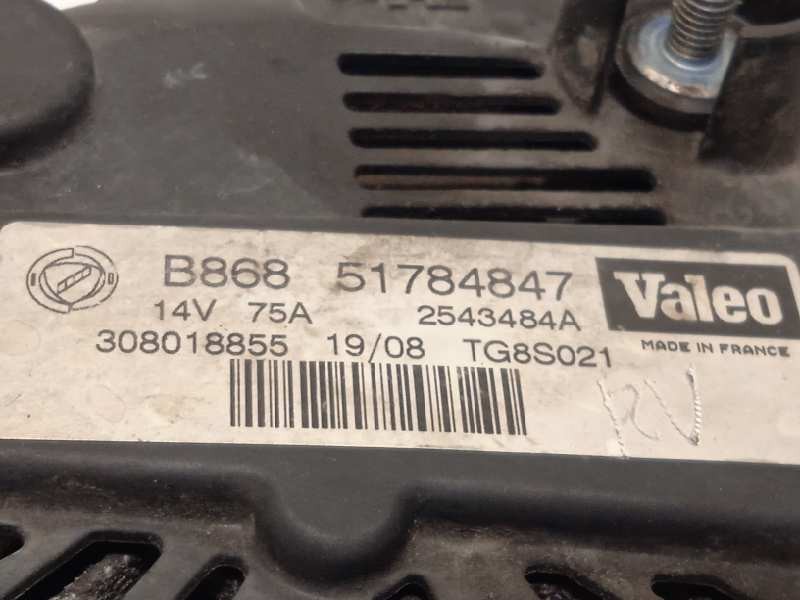 B868 51784847 Valeo
14V 75A 2543484A
MADE IN FRANCE
308018855 19/08 TG8S021